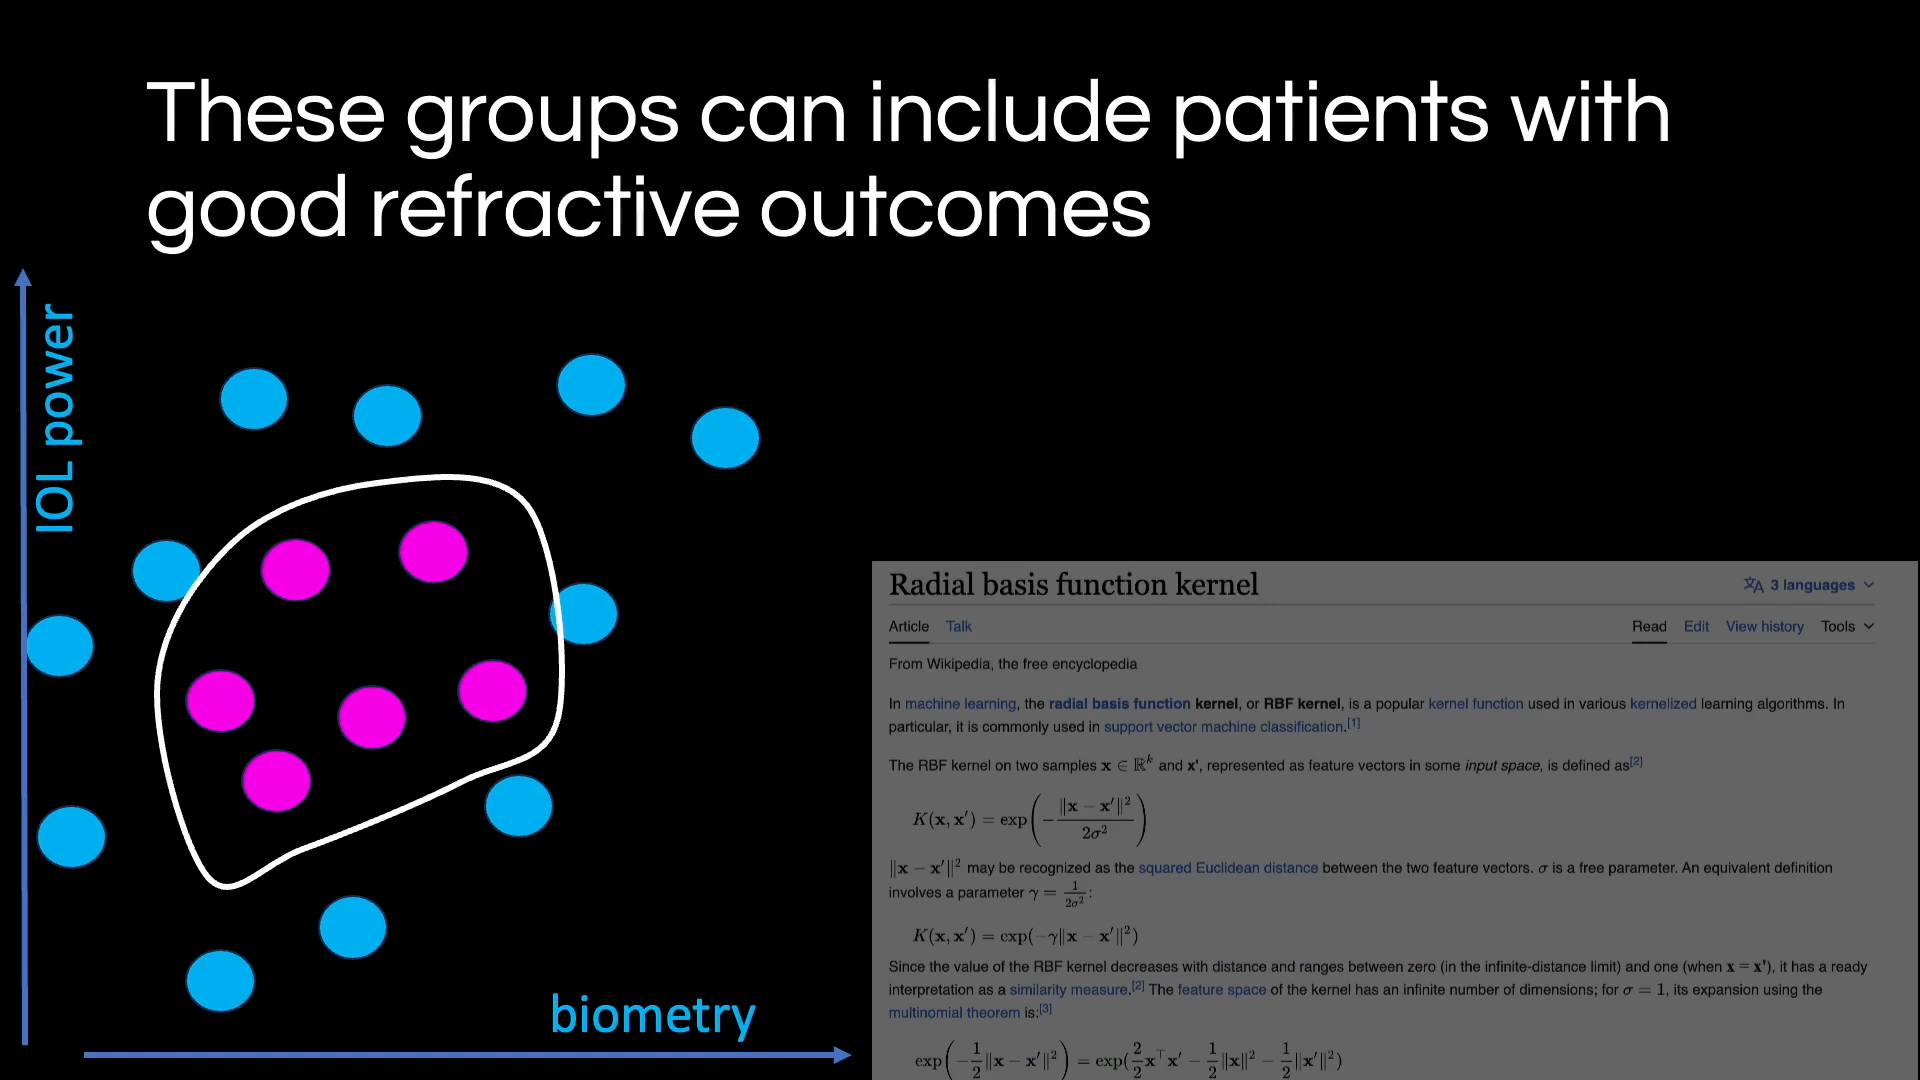 These groups can include patients with
good refractive outcomes
IOL power
biometry
Radial basis function kernel
3 languages
Article Talk
Read Edit View history Tools
From Wikipedia, the free encyclopedia
In machine learning, the radial basis function kernel, or RBF kernel, is a popular kernel function used in various kernelized learning algorithms. In
particular, it is commonly used in support vector machine classification.[1]
The RBF kernel on two samples x ∈ ℝᵏ and x', represented as feature vectors in some input space, is defined as[2]
K(x, x′) = exp(−‖x − x′‖² / 2σ²)
‖x − x′‖² may be recognized as the squared Euclidean distance between the two feature vectors. σ is a free parameter. An equivalent definition
involves a parameter γ = 1/2σ² :
K(x, x′) = exp(−γ‖x − x′‖²)
Since the value of the RBF kernel decreases with distance and ranges between zero (in the infinite-distance limit) and one (when x = x'), it has a ready
interpretation as a similarity measure.[2] The feature space of the kernel has an infinite number of dimensions; for σ = 1, its expansion using the
multinomial theorem is:[3]
exp(−1/2‖x − x′‖²) = exp(2/2 x⊤x′ − 1/2‖x‖² − 1/2‖x′‖²)